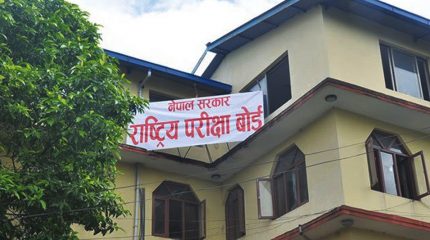 नेपाल सरकार
राष्ट्रिय परीक्षा बोर्ड